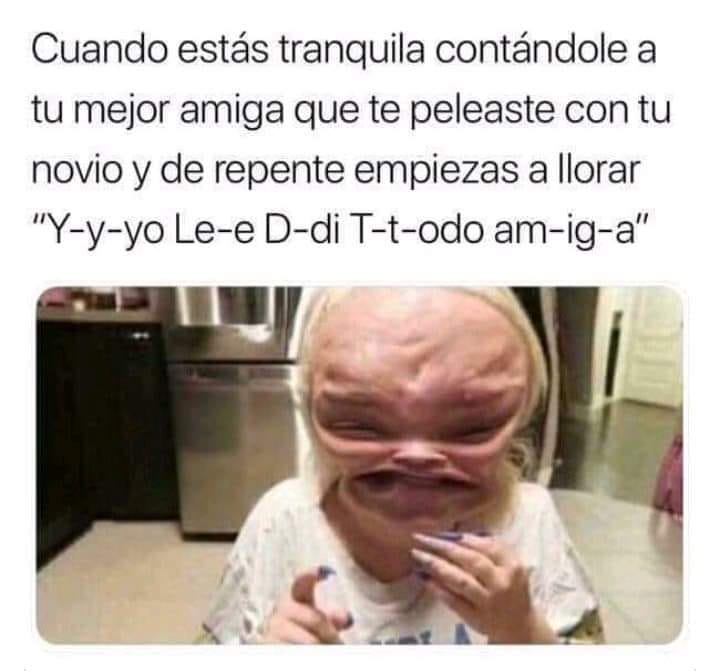 Cuando estás tranquila contándole a
tu mejor amiga que te peleaste con tu
novio y de repente empiezas a llorar
"Y-y-yo Le-e D-di T-t-odo am-ig-a"